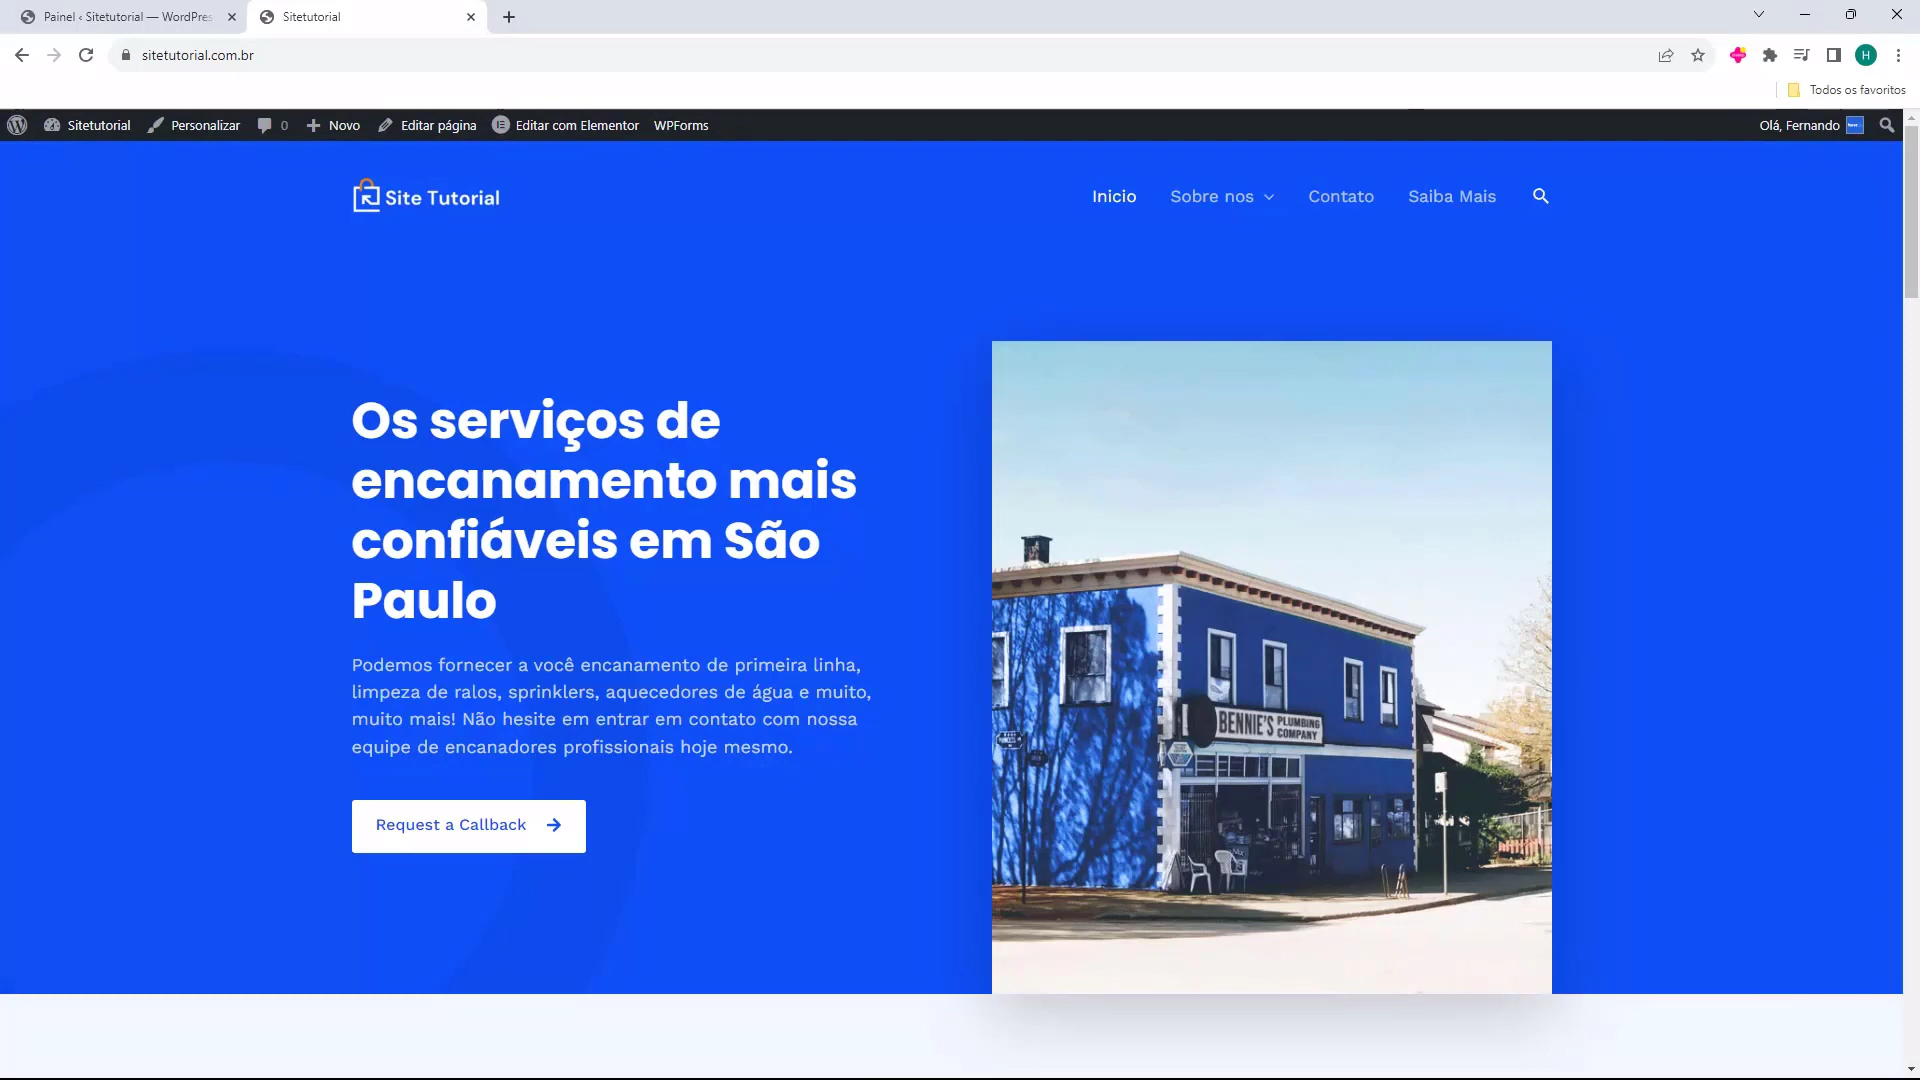 Painel ‹ Sitetutorial — WordPres
Sitetutorial
sitetutorial.com.br
H
Todos os favoritos
Sitetutorial
Personalizar
0
Novo
Editar página
Editar com Elementor
WPForms
Olá, Fernando
Site Tutorial
Inicio
Sobre nos
Contato
Saiba Mais
Os serviços de
encanamento mais
confiáveis em São
Paulo
Podemos fornecer a você encanamento de primeira linha,
limpeza de ralos, sprinklers, aquecedores de água e muito,
muito mais! Não hesite em entrar em contato com nossa
equipe de encanadores profissionais hoje mesmo.
Request a Callback
BENNIE'S PLUMBING
COMPANY